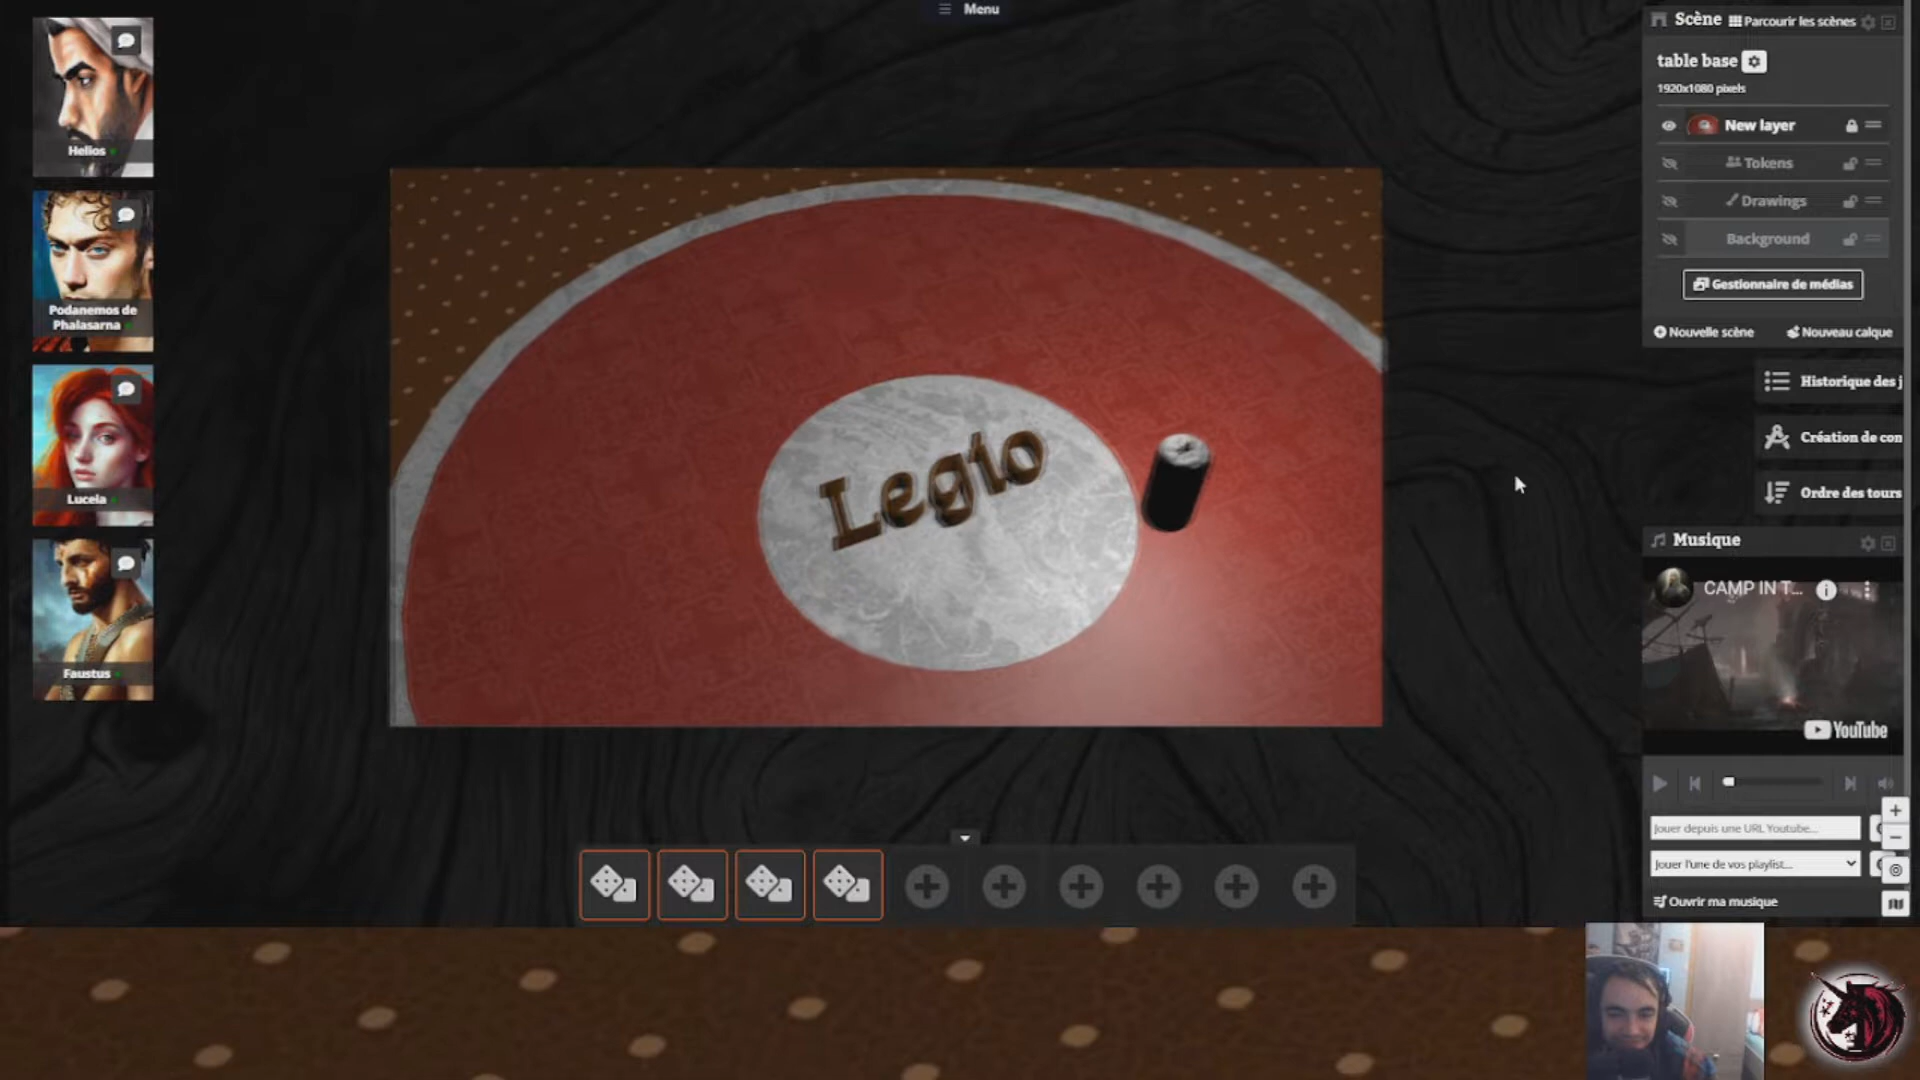 Menu
Helios
Podanemos de
Phalasarna
Lucela
Faustus
Legio
Scène
Parcourir les scènes
table base
1920x1080 pixels
New layer
Tokens
Drawings
Background
Gestionnaire de médias
Nouvelle scène
Nouveau calque
Historique des j
Création de con
Ordre des tours
Musique
CAMP IN T...
YouTube
Jouer depuis une URL Youtube...
Jouer l'une de vos playlist...
Ouvrir ma musique